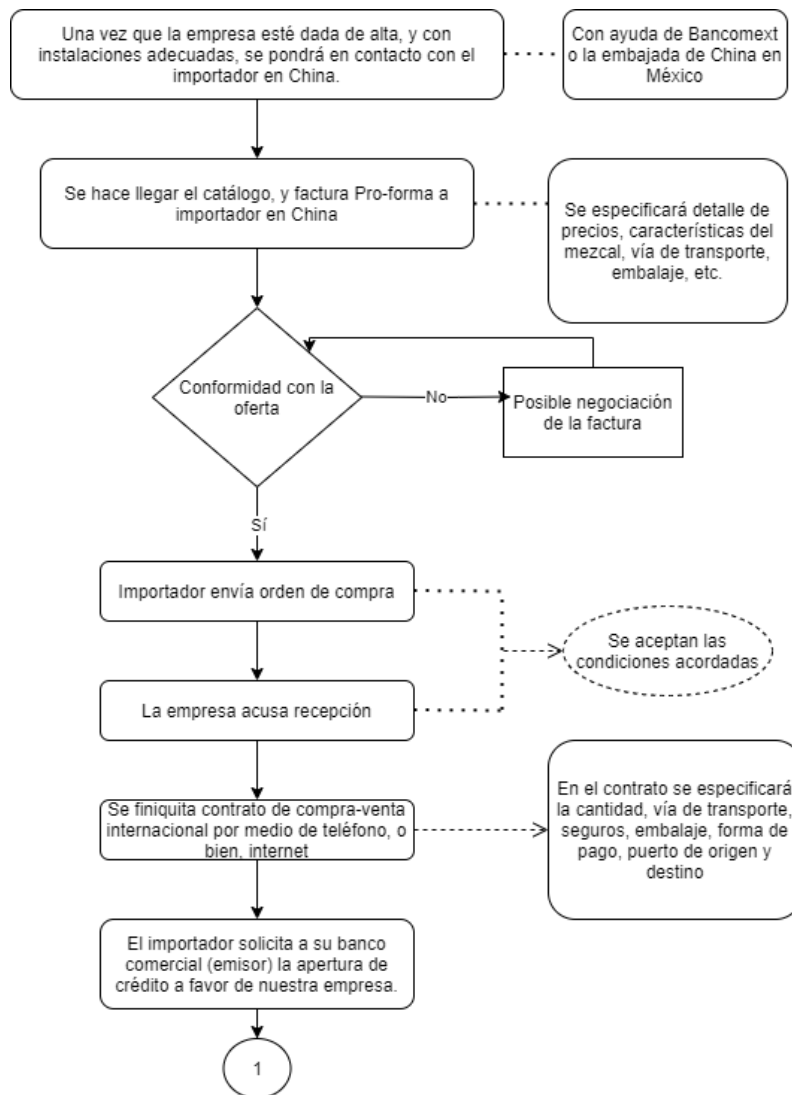 Una vez que la empresa esté dada de alta, y con
instalaciones adecuadas, se pondrá en contacto con el
importador en China.
Con ayuda de Bancomext
o la embajada de China en
México
Se hace llegar el catálogo, y factura Pro-forma a
importador en China
Se especificará detalle de
precios, características del
mezcal, vía de transporte,
embalaje, etc.
Conformidad con la
oferta
No
Posible negociación
de la factura
Sí
Importador envía orden de compra
Se aceptan las
condiciones acordadas
La empresa acusa recepción
Se finiquita contrato de compra-venta
internacional por medio de teléfono, o
bien, internet
En el contrato se especificará
la cantidad, vía de transporte,
seguros, embalaje, forma de
pago, puerto de origen y
destino
El importador solicita a su banco
comercial (emisor) la apertura de
crédito a favor de nuestra empresa.
1